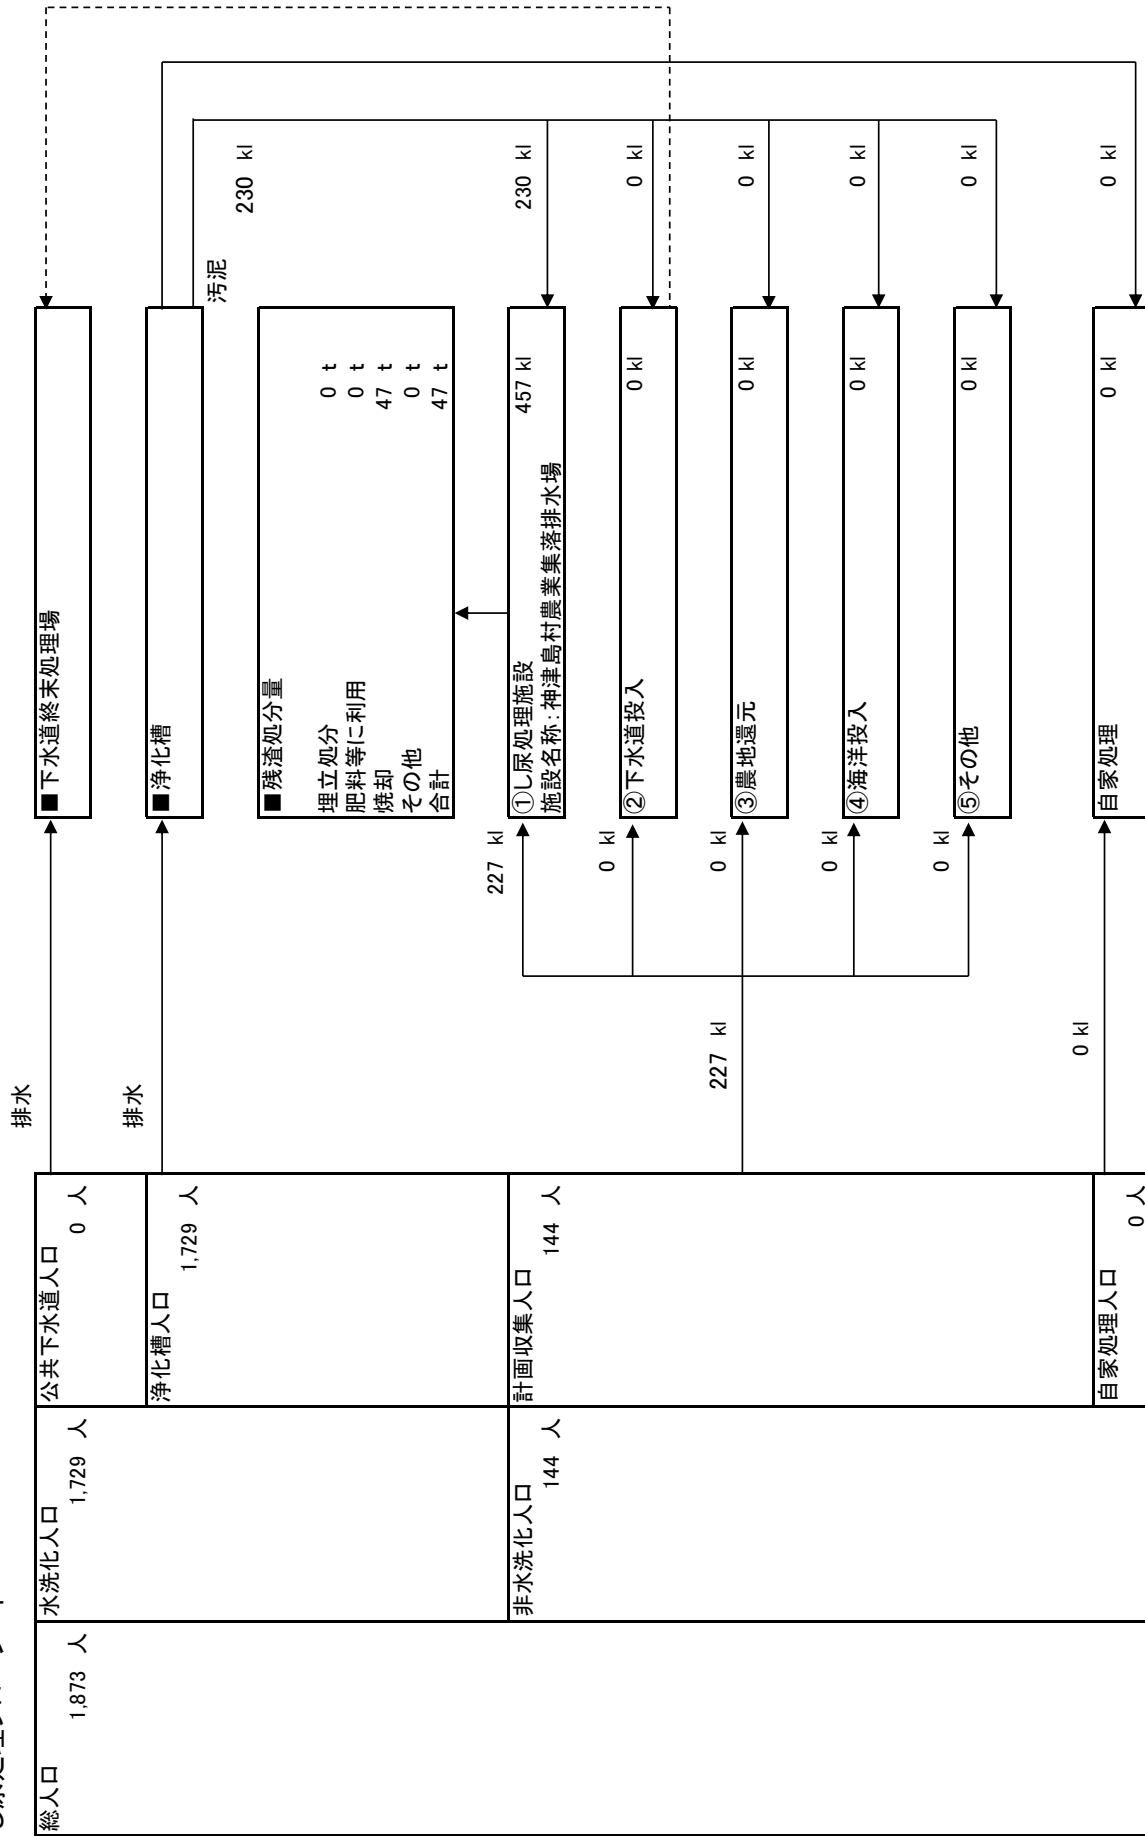 総人口
1,873 人
水洗化人口
1,729 人
非水洗化人口
144 人
公共下水道人口
0 人
浄化槽人口
1,729 人
計画収集人口
144 人
自家処理人口
0 人
排水
排水
227 kl
0 kl
227 kl
0 kl
0 kl
0 kl
0 kl
■下水道終末処理場
■浄化槽
■残渣処分量
埋立処分 0 t
肥料等に利用 0 t
焼却 47 t
その他 0 t
合計 47 t
①し尿処理施設 457 kl
施設名称:神津島村農業集落排水場
②下水道投入 0 kl
③農地還元 0 kl
④海洋投入 0 kl
⑤その他 0 kl
自家処理 0 kl
汚泥
230 kl
230 kl
0 kl
0 kl
0 kl
0 kl
0 kl